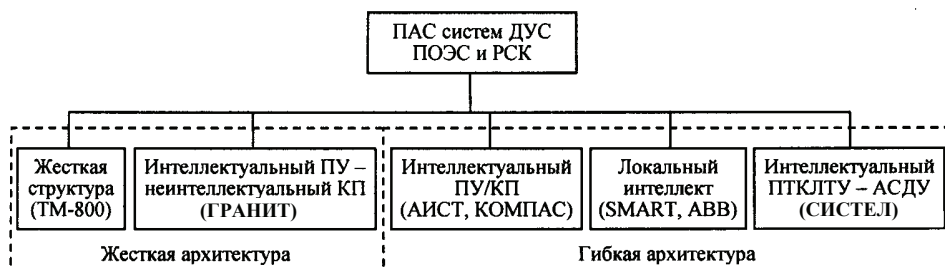 ПАС систем ДУС
ПОЭС и РСК
Жесткая
структура
(ТМ-800)
Интеллектуальный ПУ –
неинтеллектуальный КП
(ГРАНИТ)
Интеллектуальный
ПУ/КП
(АИСТ, КОМПАС)
Локальный
интеллект
(SMART, ABB)
Интеллектуальный
ПТКЛТУ – АСДУ
(СИСТЕЛ)
Жесткая архитектура
Гибкая архитектура